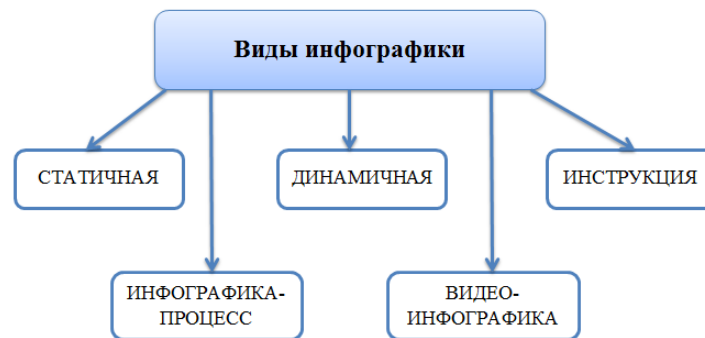 Виды инфографики
СТАТИЧНАЯ
ДИНАМИЧНАЯ
ИНСТРУКЦИЯ
ИНФОГРАФИКА-
ПРОЦЕСС
ВИДЕО-
ИНФОГРАФИКА